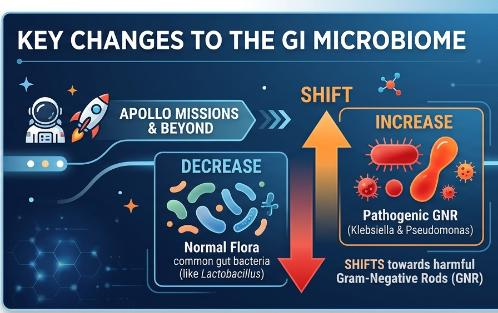 KEY CHANGES TO THE GI MICROBIOME
APOLLO MISSIONS
& BEYOND
SHIFT
DECREASE
Normal Flora
common gut bacteria
(like Lactobacillus)
INCREASE
Pathogenic GNR
(Klebsiella & Pseudomonas)
SHIFTS towards harmful
Gram-Negative Rods (GNR)